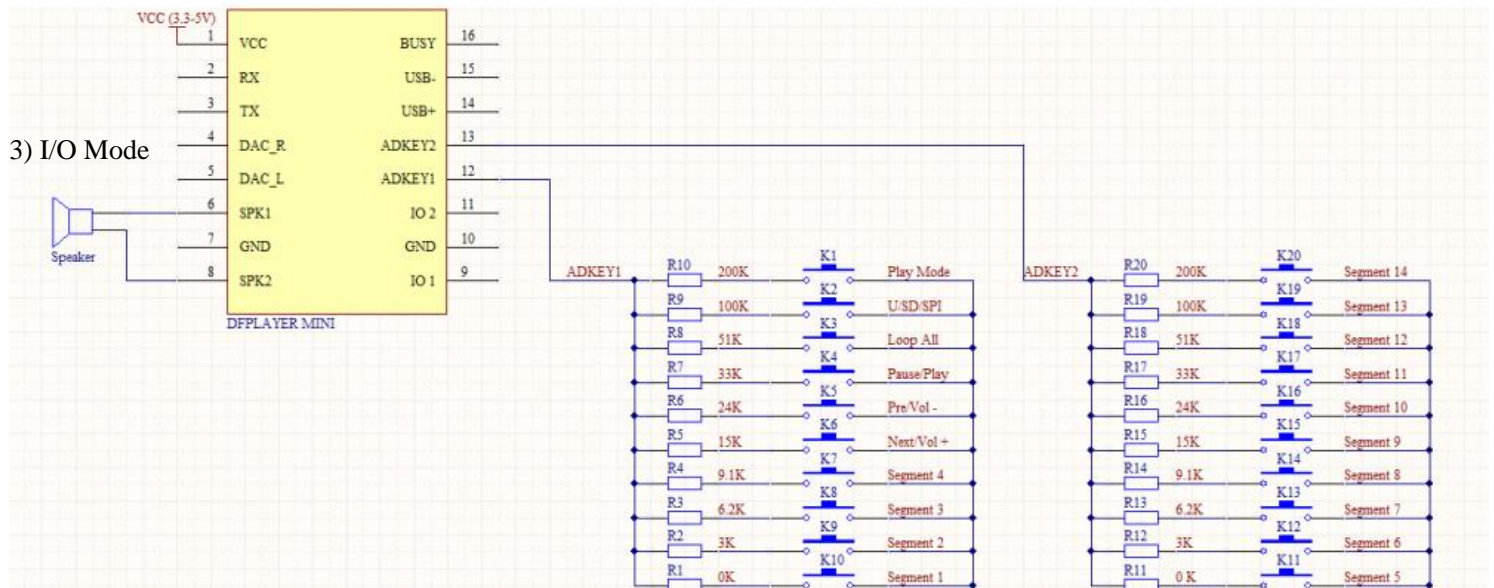 VCC (3.3-5V)
1 VCC BUSY 16
2 RX USB- 15
3 TX USB+ 14
3) I/O Mode
4 DAC_R ADKEY2 13
5 DAC_L ADKEY1 12
6 SPK1 IO 2 11
7 GND GND 10
8 SPK2 IO 1 9
Speaker
DFPLAYER MINI
ADKEY1 R10 200K K1 Play Mode
R9 100K K2 U/SD/SPI
R8 51K K3 Loop All
R7 33K K4 Pause/Play
R6 24K K5 Pre/Vol -
R5 15K K6 Next/Vol +
R4 9.1K K7 Segment 4
R3 6.2K K8 Segment 3
R2 3K K9 Segment 2
R1 0K K10 Segment 1
ADKEY2 R20 200K K20 Segment 14
R19 100K K19 Segment 13
R18 51K K18 Segment 12
R17 33K K17 Segment 11
R16 24K K16 Segment 10
R15 15K K15 Segment 9
R14 9.1K K14 Segment 8
R13 6.2K K13 Segment 7
R12 3K K12 Segment 6
R11 0 K K11 Segment 5